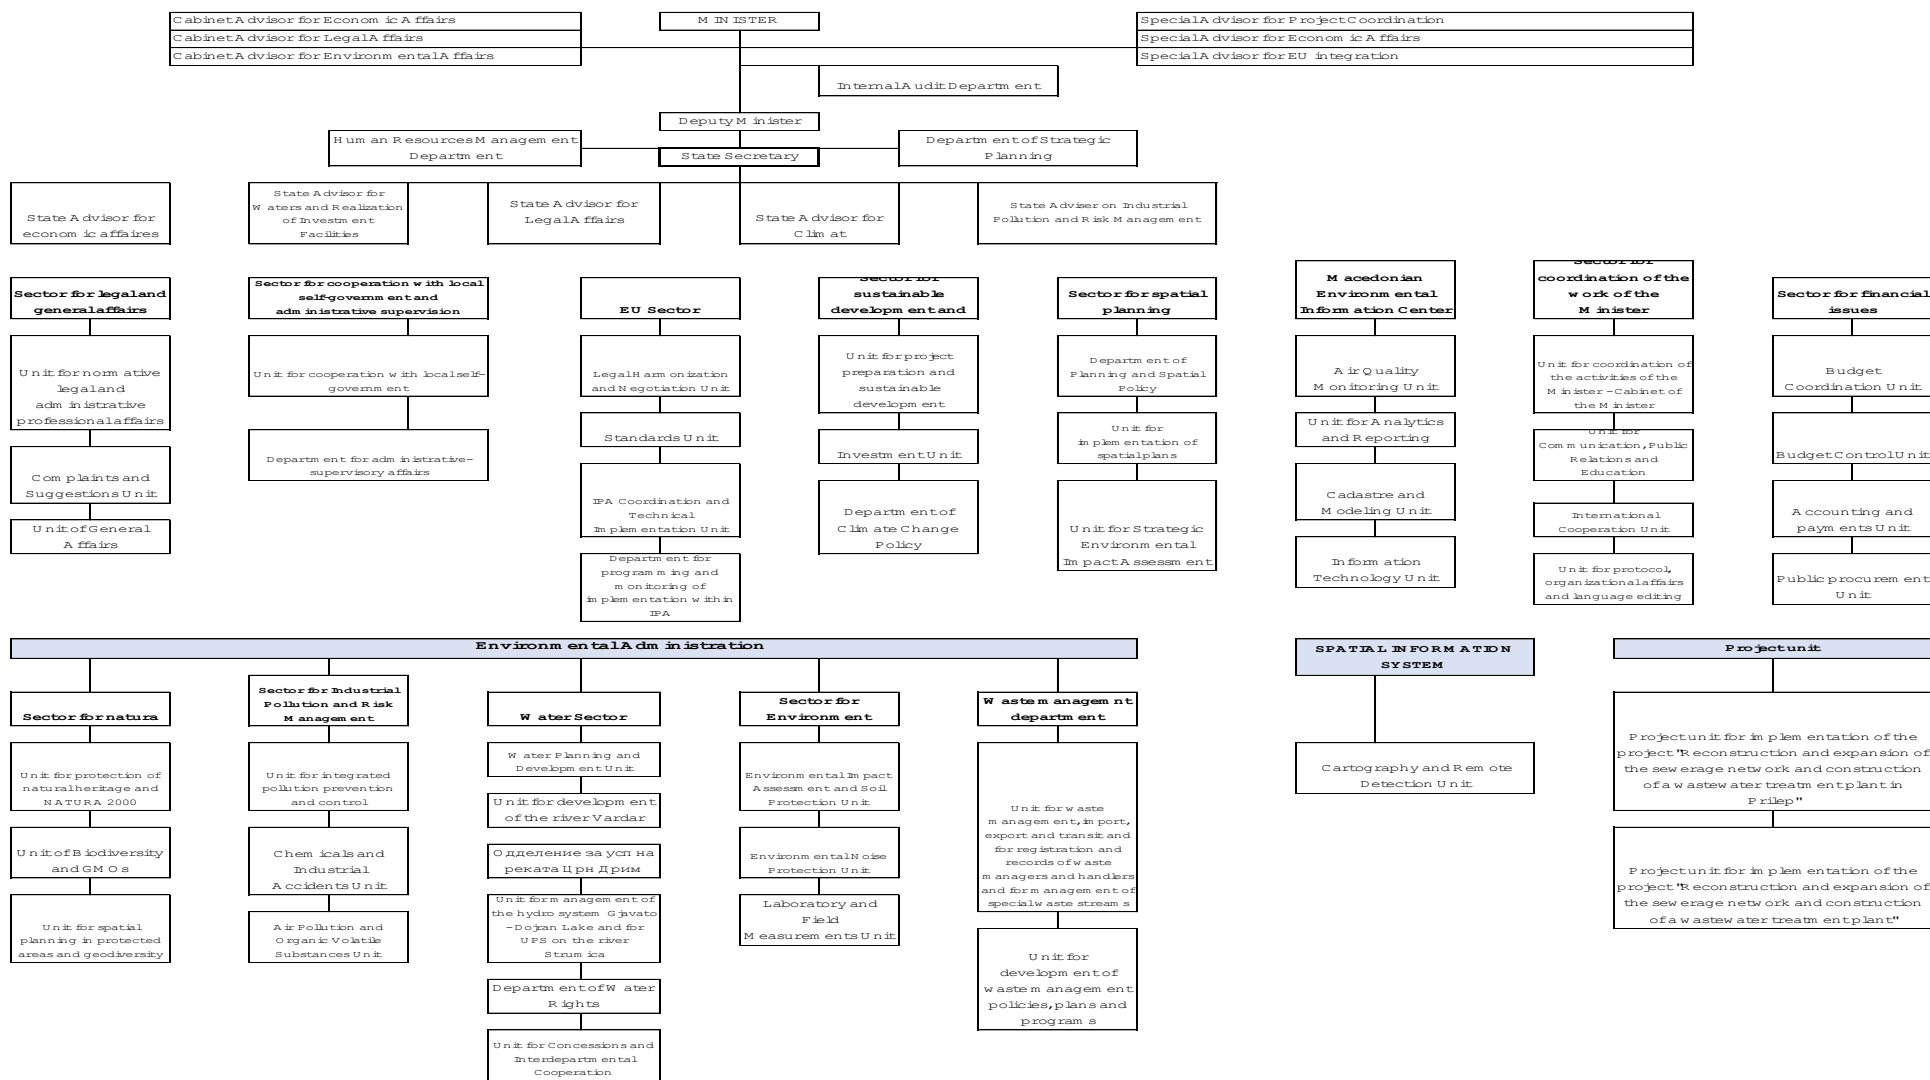 Cabinet Advisor for Economic Affairs
Cabinet Advisor for Legal Affairs
Cabinet Advisor for Environmental Affairs
MINISTER
Special Advisor for Project Coordination
Special Advisor for Economic Affairs
Special Advisor for EU integration
Internal Audit Department
Deputy Minister
Human Resources Management
Department
State Secretary
Department of Strategic
Planning
State Advisor for
economic affaires
State Advisor for
Waters and Realization
of Investment
Facilities
State Advisor for
Legal Affairs
State Advisor for
Climat
State Adviser on Industrial
Pollution and Risk Management
Sector for legal and
general affairs
Unit for normative
legal and
administrative
professional affairs
Complaints and
Suggestions Unit
Unit of General
Affairs
Sector for cooperation with local
self-government and
administrative supervision
Unit for cooperation with local self-
government
Department for administrative-
supervisory affairs
EU Sector
Legal Harmonization
and Negotiation Unit
Standards Unit
IPA Coordination and
Technical
Implementation Unit
Department for
programming and
monitoring of
implementation within
IPA
Sector for
sustainable
development and
Unit for project
preparation and
sustainable
development
Investment Unit
Department of
Climate Change
Policy
Sector for spatial
planning
Department of
Planning and Spatial
Policy
Unit for
implementation of
spatial plans
Unit for Strategic
Environmental
Impact Assessment
Macedonian
Environmental
Information Center
Air Quality
Monitoring Unit
Unit for Analytics
and Reporting
Cadastre and
Modeling Unit
Information
Technology Unit
Sector for
coordination of the
work of the
Minister
Unit for coordination of
the activities of the
Minister - Cabinet of
the Minister
Unit for
Communication, Public
Relations and
Education
International
Cooperation Unit
Unit for protocol,
organizational affairs
and language editing
Sector for financial
issues
Budget
Coordination Unit
Budget Control Unit
Accounting and
payments Unit
Public procurement
Unit
Environmental Administration
Sector for natura
Unit for protection of
natural heritage and
NATURA 2000
Unit of Biodiversity
and GMOs
Unit for spatial
planning in protected
areas and geodiversity
Sector for Industrial
Pollution and Risk
Management
Unit for integrated
pollution prevention
and control
Chemicals and
Industrial
Accidents Unit
Air Pollution and
Organic Volatile
Substances Unit
Water Sector
Water Planning and
Development Unit
Unit for development
of the river Vardar
Одделение за усп на
реката Црн Дрим
Unit for management of
the hydro system Gjavato
- Dojran Lake and for
UPS on the river
Strumica
Department of Water
Rights
Unit for Concessions and
Interdepartmental
Cooperation
Sector for
Environment
Environmental Impact
Assessment and Soil
Protection Unit
Environmental Noise
Protection Unit
Laboratory and
Field
Measurements Unit
Waste managemnt
department
Unit for waste
management, import,
export and transit and
for registration and
records of waste
managers and handlers
and for management of
special waste streams
Unit for
development of
waste management
policies, plans and
programs
SPATIAL INFORMATION
SYSTEM
Cartography and Remote
Detection Unit
Project unit
Project unit for implementation of the
project "Reconstruction and expansion of
the sewerage network and construction
of a wastewater treatment plant in
Prilep"
Project unit for implementation of the
project "Reconstruction and expansion of
the sewerage network and construction
of a wastewater treatment plant"